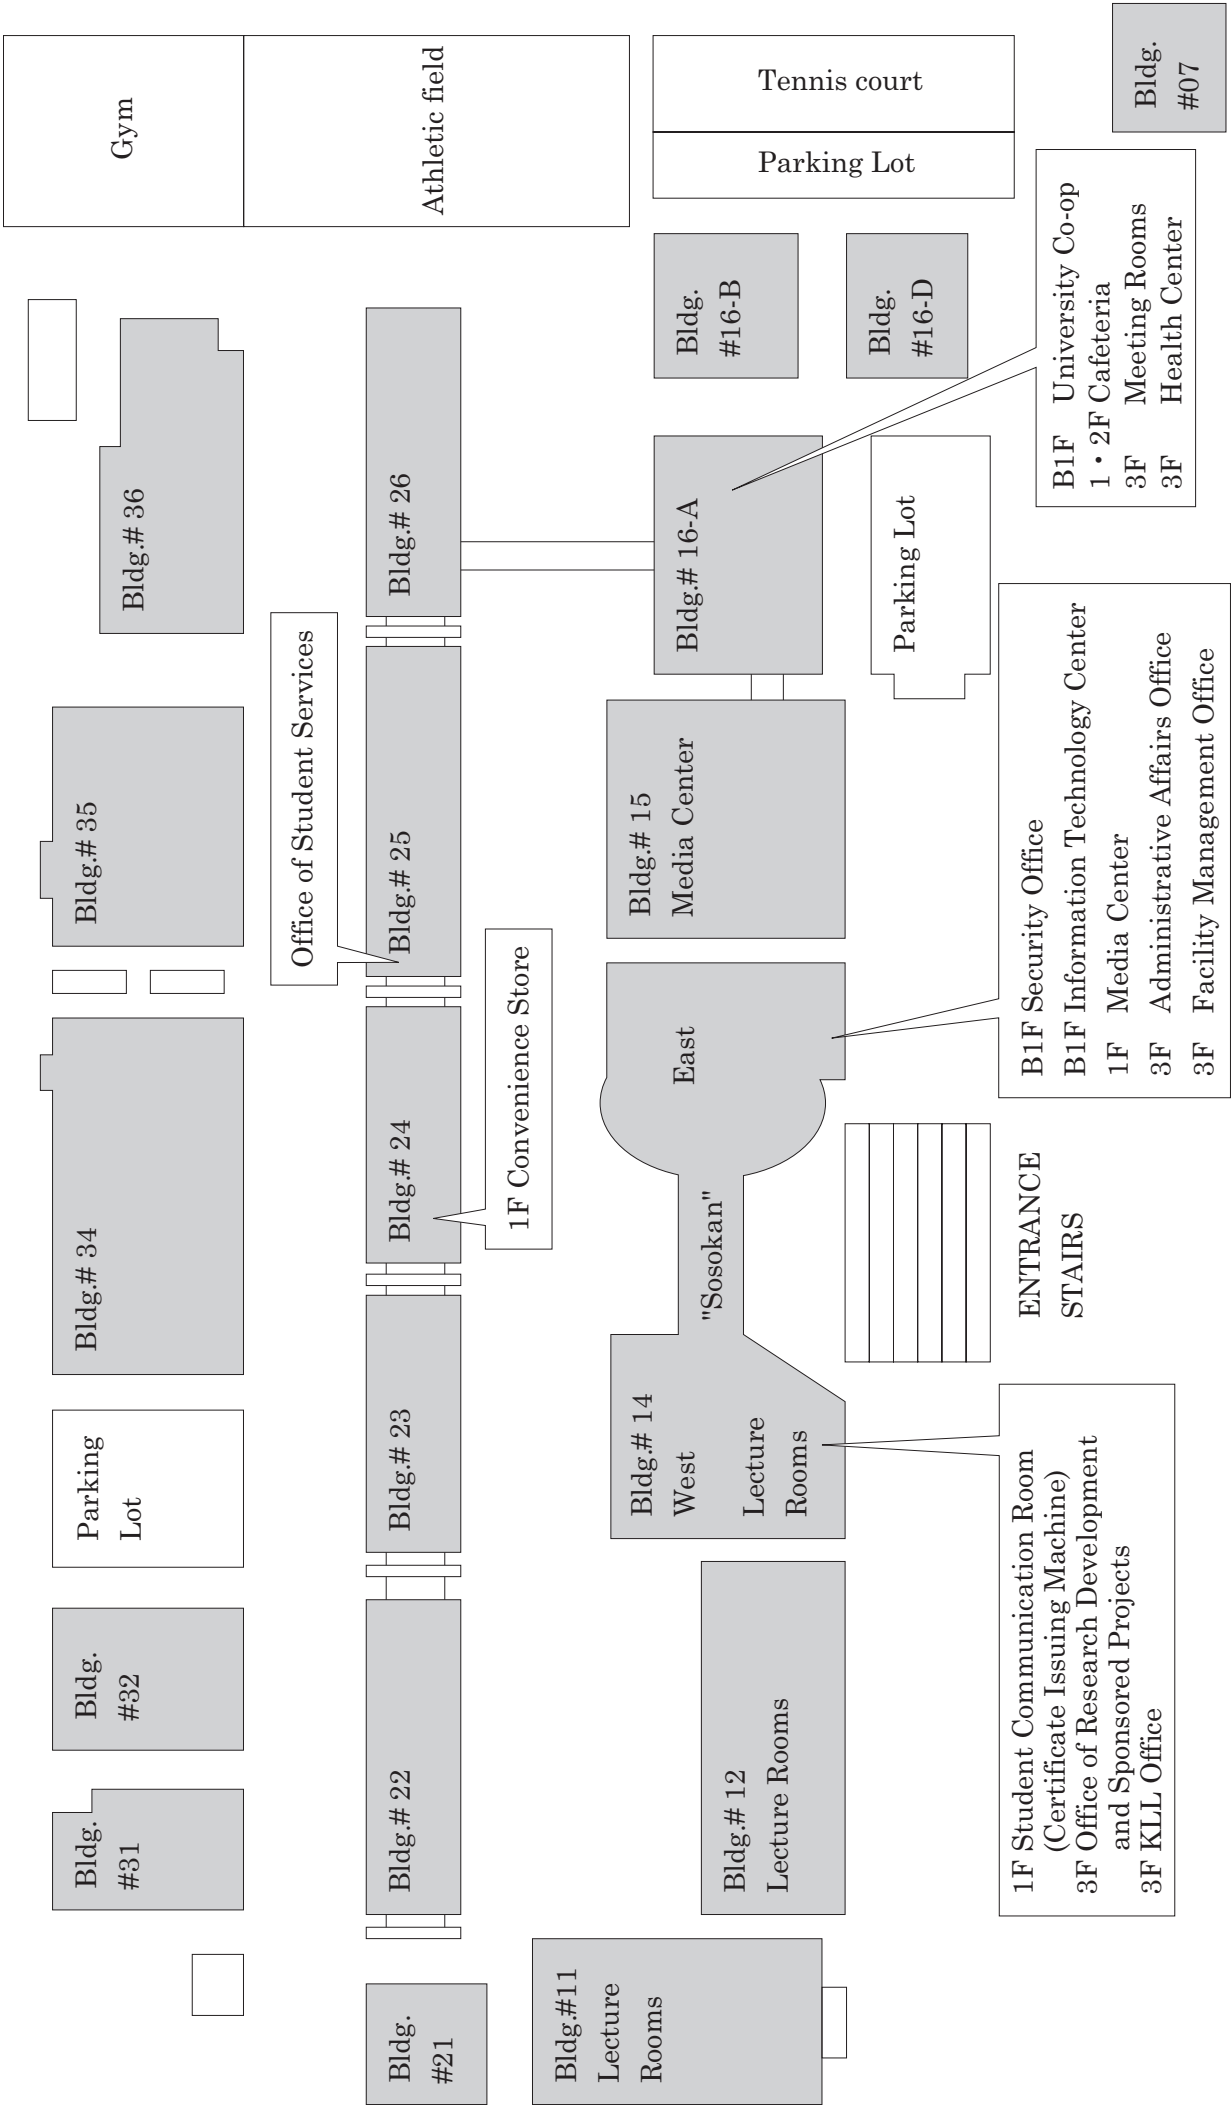 Gym
Athletic field
Tennis court
Parking Lot
Bldg.
#07
Bldg.# 36
Bldg.
#16-B
Bldg.
#16-D
B1F University Co-op
1・2F Cafeteria
3F Meeting Rooms
3F Health Center
Bldg.# 26
Bldg.# 16-A
Parking Lot
Bldg.# 35
Office of Student Services
Bldg.# 25
Bldg.# 15
Media Center
B1F Security Office
B1F Information Technology Center
1F Media Center
3F Administrative Affairs Office
3F Facility Management Office
Bldg.# 34
Bldg.# 24
1F Convenience Store
East
"Sosokan"
ENTRANCE
STAIRS
Parking
Lot
Bldg.# 23
Bldg.# 14
West
Lecture
Rooms
Bldg.
#32
Bldg.
#31
Bldg.# 22
Bldg.# 12
Lecture Rooms
1F Student Communication Room
(Certificate Issuing Machine)
3F Office of Research Development
and Sponsored Projects
3F KLL Office
Bldg.
#21
Bldg.#11
Lecture
Rooms